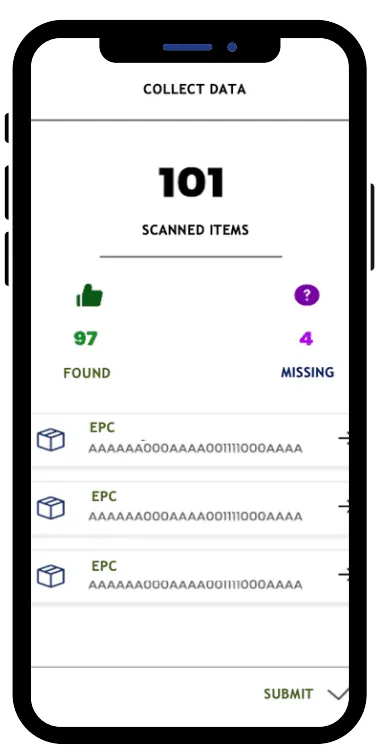 COLLECT DATA
101
SCANNED ITEMS
?
97 4
FOUND MISSING
EPC
AAAAAA000AAAA001111000AAAA
EPC
AAAAAA000AAAA001111000AAAA
EPC
AAAAAA000AAAA001111000AAAA
SUBMIT